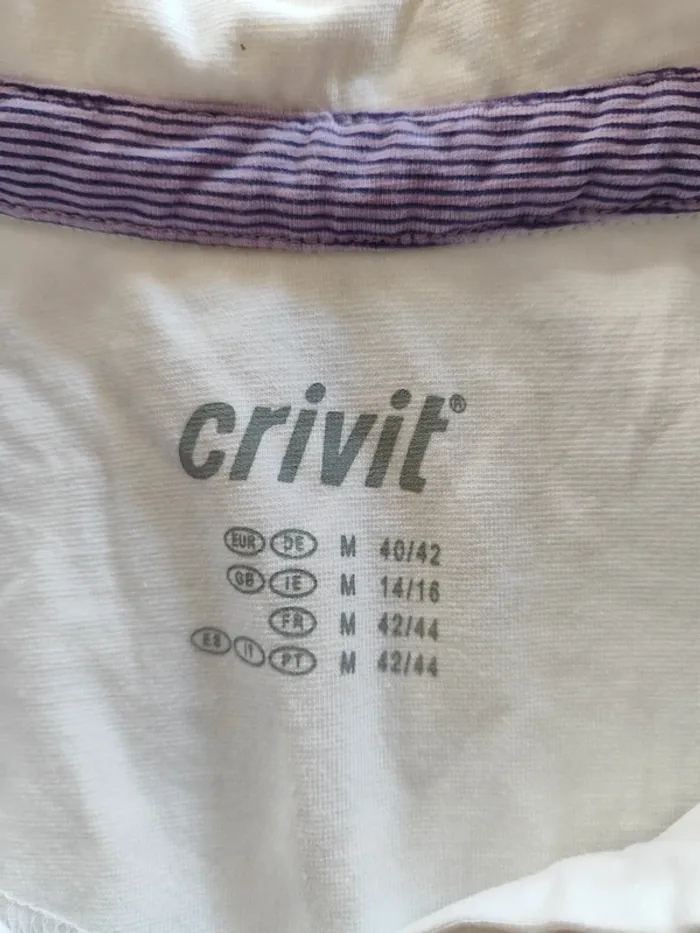 crivit®
EUR DE M 40/42
GB IE M 14/16
FR M 42/44
ES IT PT M 42/44